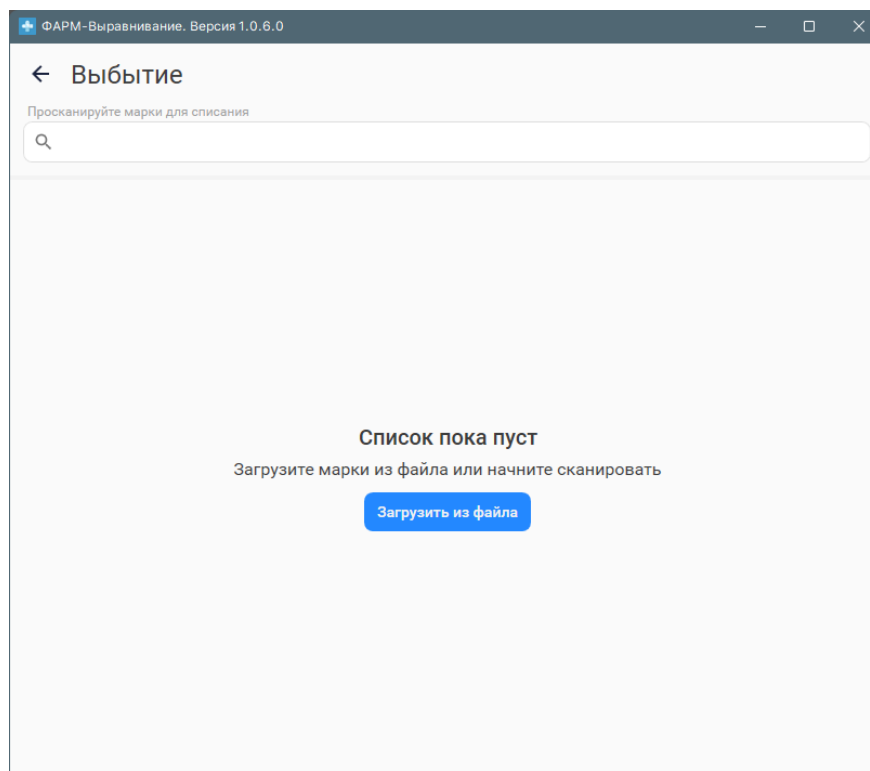 ФАРМ-Выравнивание. Версия 1.0.6.0
Выбытие
Просканируйте марки для списания
Список пока пуст
Загрузите марки из файла или начните сканировать
Загрузить из файла